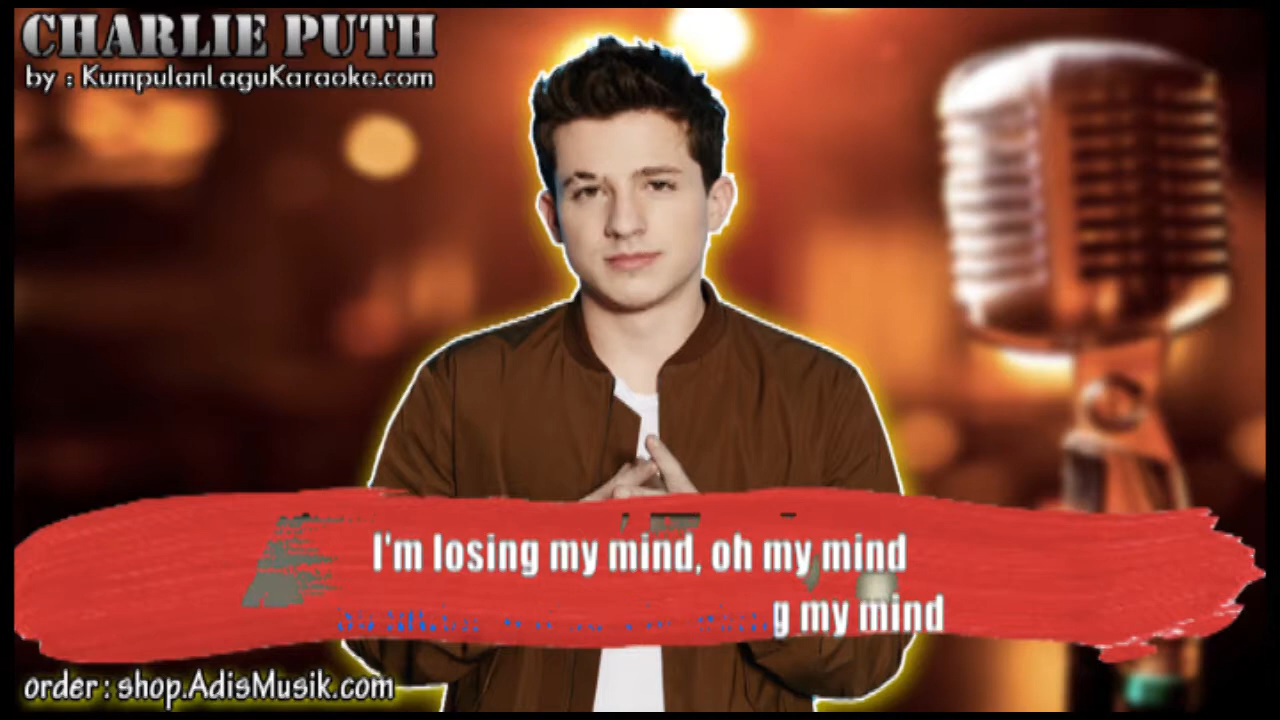 CHARLIE PUTH
by : KumpulanLaguKaraoke.com
I'm losing my mind, oh my mind
g my mind
order : shop.AdisMusik.com